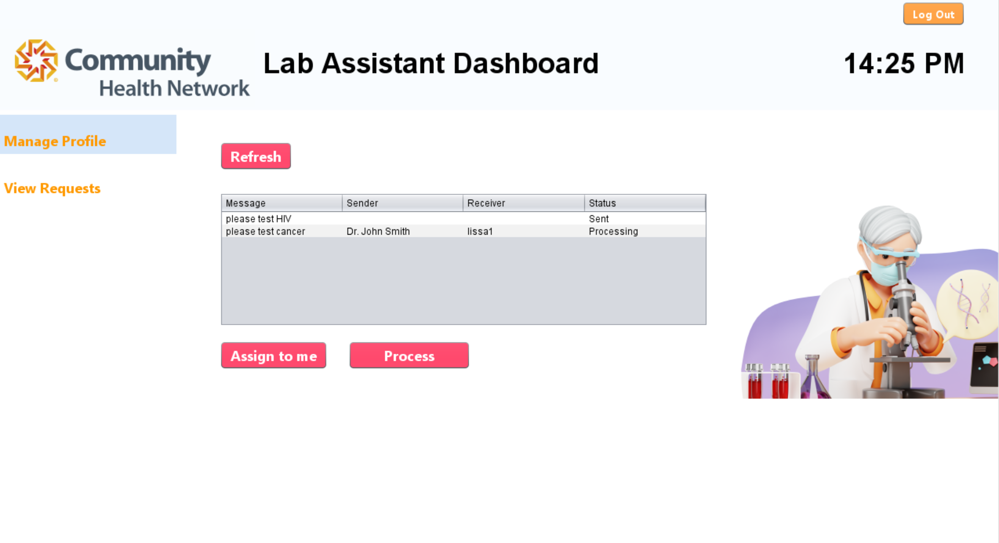 Log Out
Community
Health Network
Lab Assistant Dashboard
14:25 PM
Manage Profile
View Requests
Refresh
Message Sender Receiver Status
please test HIV Sent
please test cancer Dr. John Smith lissa1 Processing
Assign to me Process